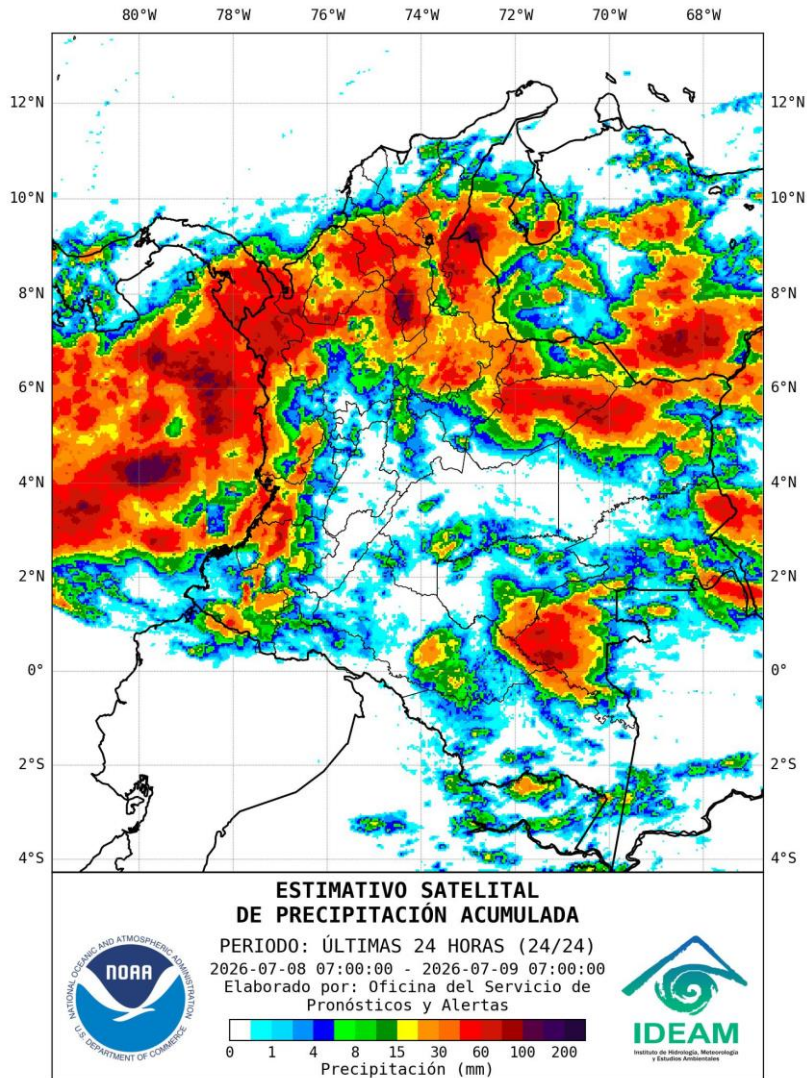 80°W 78°W 76°W 74°W 72°W 70°W 68°W
12°N 12°N
10°N 10°N
8°N 8°N
6°N 6°N
4°N 4°N
2°N 2°N
0° 0°
2°S 2°S
4°S 4°S
ESTIMATIVO SATELITAL
DE PRECIPITACIÓN ACUMULADA
PERIODO: ÚLTIMAS 24 HORAS (24/24)
2026-07-08 07:00:00 - 2026-07-09 07:00:00
Elaborado por: Oficina del Servicio de
Pronósticos y Alertas
0 1 4 8 15 30 60 100 200
Precipitación (mm)
NATIONAL OCEANIC AND ATMOSPHERIC ADMINISTRATION
NOAA
U.S. DEPARTMENT OF COMMERCE
IDEAM
Instituto de Hidrología, Meteorología
y Estudios Ambientales